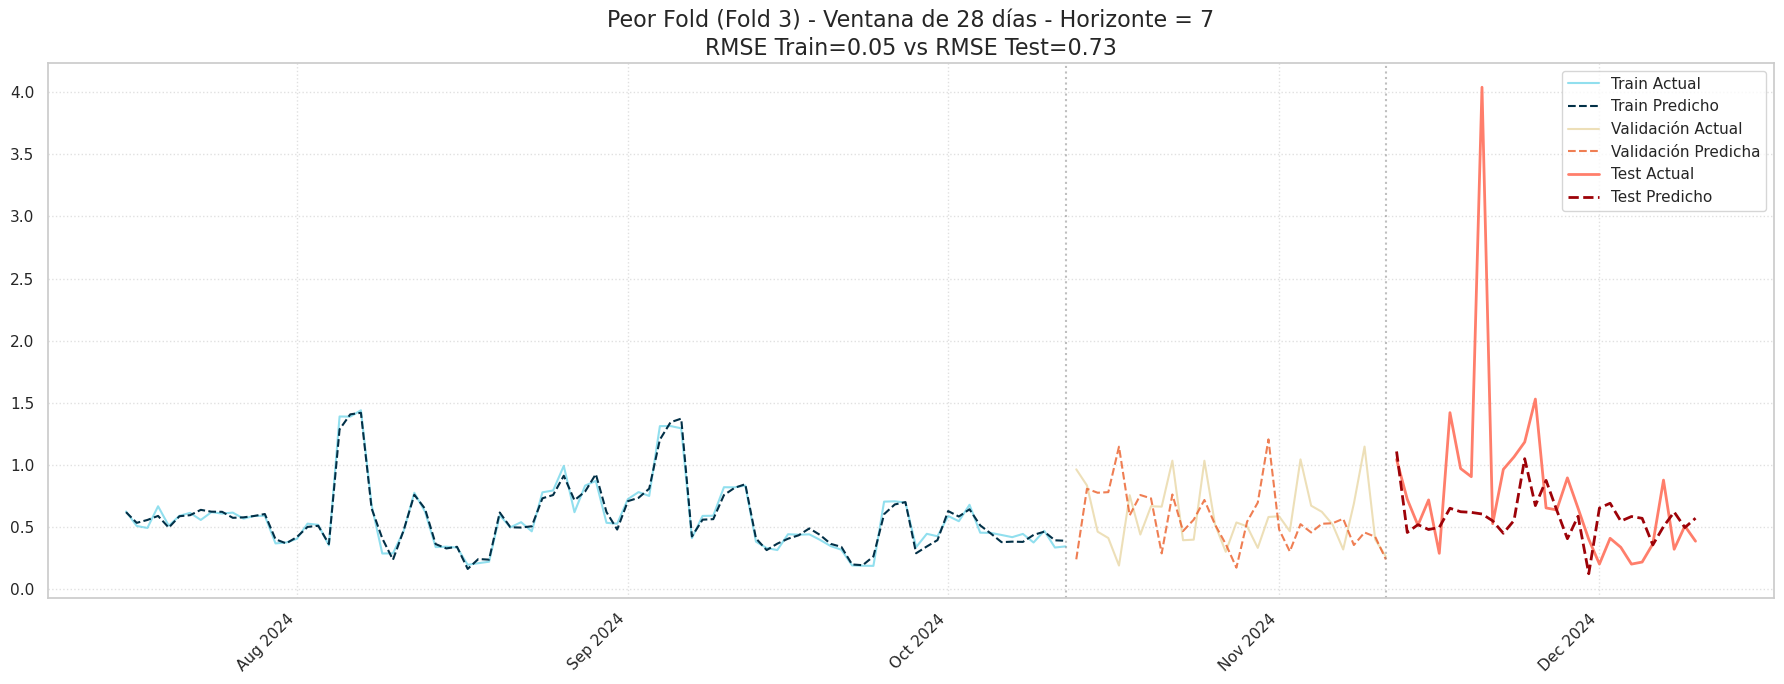 Peor Fold (Fold 3) - Ventana de 28 días - Horizonte = 7
RMSE Train=0.05 vs RMSE Test=0.73
4.0
3.5
3.0
2.5
2.0
1.5
1.0
0.5
0.0
Train Actual
Train Predicho
Validación Actual
Validación Predicha
Test Actual
Test Predicho
Aug 2024
Sep 2024
Oct 2024
Nov 2024
Dec 2024